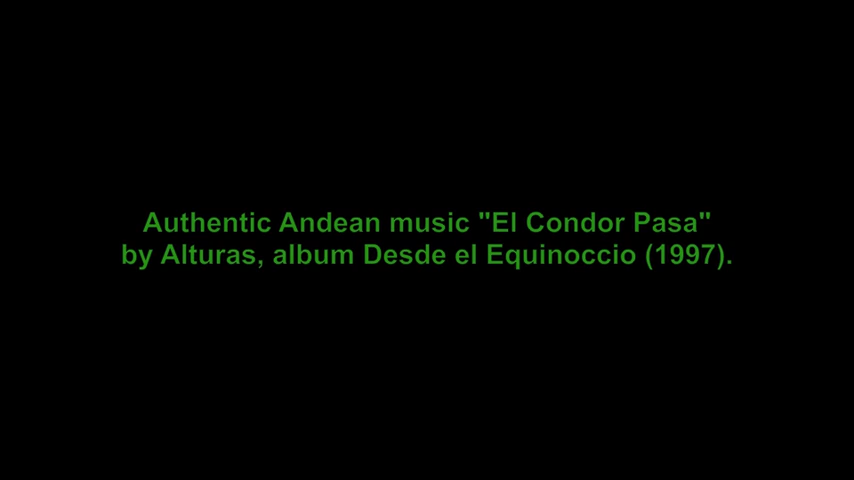 Authentic Andean music "El Condor Pasa"
by Alturas, album Desde el Equinoccio (1997).